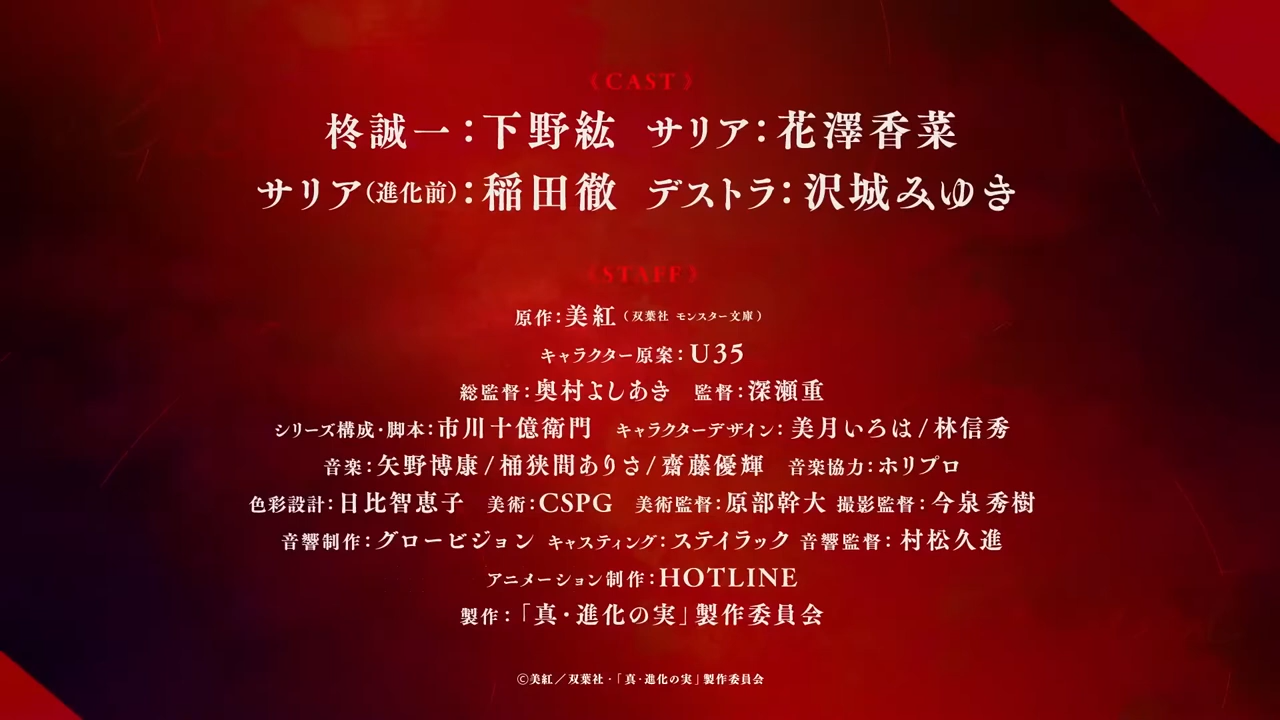 《CAST》
柊誠一：下野紘 サリア：花澤香菜
サリア（進化前）：稲田徹 デストラ：沢城みゆき
《STAFF》
原作：美紅（双葉社 モンスター文庫）
キャラクター原案：U35
総監督：奥村よしあき 監督：深瀬重
シリーズ構成・脚本：市川十億衛門 キャラクターデザイン：美月いろは/林信秀
音楽：矢野博康/桶狭間ありさ/齋藤優輝 音楽協力：ホリプロ
色彩設計：日比智恵子 美術：CSPG 美術監督：原部幹大 撮影監督：今泉秀樹
音響制作：グロービジョン キャスティング：ステイラック 音響監督：村松久進
アニメーション制作：HOTLINE
製作：「真・進化の実」製作委員会
©美紅／双葉社・「真・進化の実」製作委員会